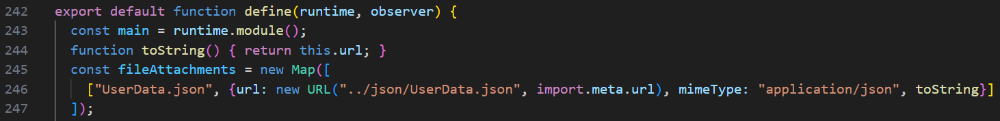 242 export default function define(runtime, observer) {
243 const main = runtime.module();
244 function toString() { return this.url; }
245 const fileAttachments = new Map([
246 ["UserData.json", {url: new URL("../json/UserData.json", import.meta.url), mimeType: "application/json", toString}]
247 ]);